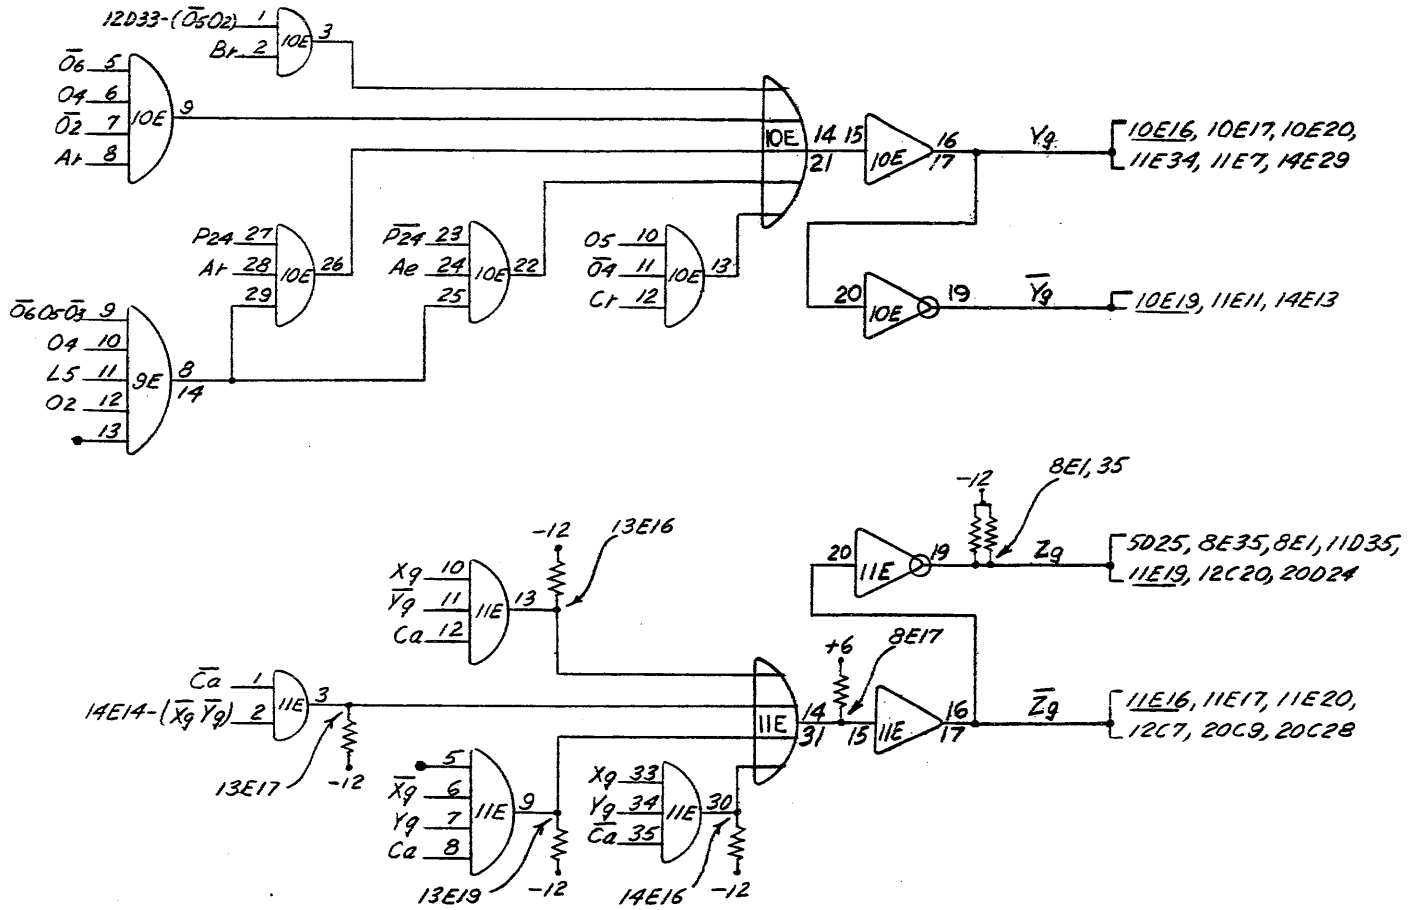 12D33-(O̅5O2) 1
Br 2
10E 3
O̅6 5
O4 6
O̅2 7
Ar 8
10E 9
10E 14 15 10E 16
21 17
Yg
10E16, 10E17, 10E20,
11E34, 11E7, 14E29
P24 27
Ar 28
29
10E 26
P̅2̅4̅ 23
Ae 24
25
10E 22
O5 10
O̅4 11
Cr 12
10E 13
20 10E 19 Y̅g̅
10E19, 11E11, 14E13
O̅6O5O̅3 9
O4 10
L5 11
O2 12
13
9E 8
14
-12 8E1, 35
-12 13E16
20 11E 19 Zg
5D25, 8E35, 8E1, 11D35,
11E19, 12C20, 20D24
Xg 10
Y̅g̅ 11
Ca 12
11E 13
+6 8E17
C̅a̅ 1
14E14-(X̅g̅ Y̅g̅) 2
11E 3
13E17 -12
11E 14
31 15 11E 16
17
Z̅g̅
11E16, 11E17, 11E20,
12C7, 20C9, 20C28
5
X̅g̅ 6
Yg 7
Ca 8
11E 9
13E19 -12
Xg 33
Yg 34
C̅a̅ 35
11E 30
14E16 -12